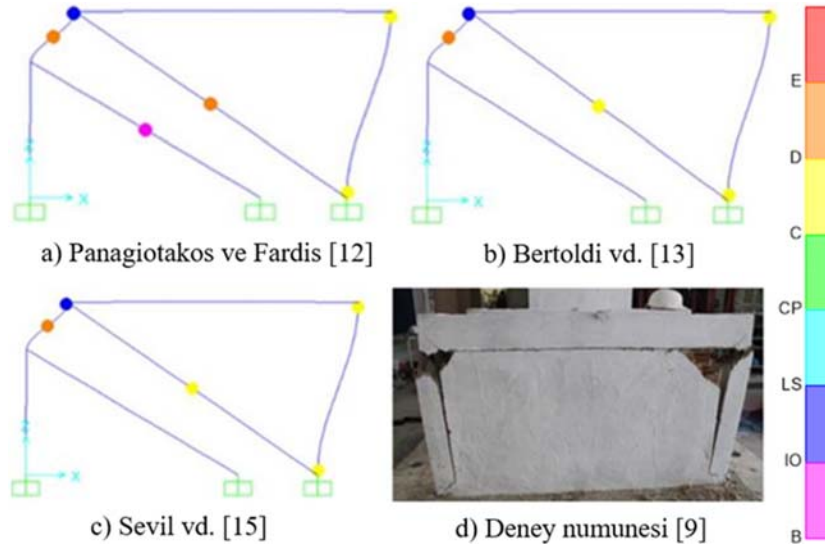 X
X
a) Panagiotakos ve Fardis [12]
b) Bertoldi vd. [13]
X
c) Sevil vd. [15]
d) Deney numunesi [9]
E
D
C
CP
LS
IO
B